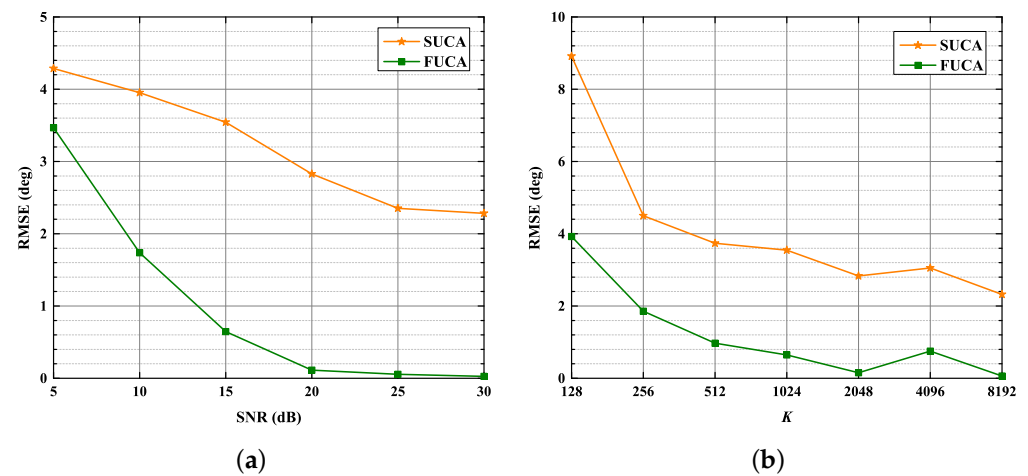 5
4
3
2
1
0
RMSE (deg)
5 10 15 20 25 30
SNR (dB)
SUCA
FUCA
(a)
10
8
6
4
2
0
RMSE (deg)
128 256 512 1024 2048 4096 8192
K
SUCA
FUCA
(b)